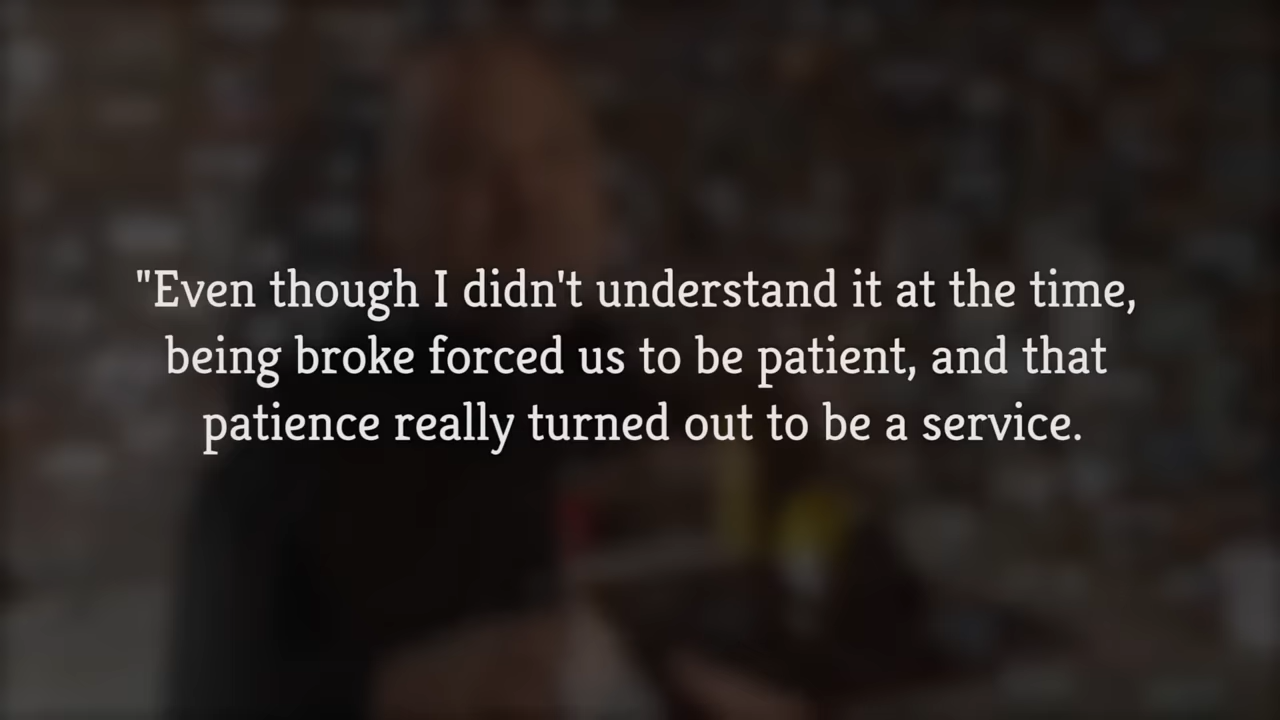 "Even though I didn't understand it at the time,
being broke forced us to be patient, and that
patience really turned out to be a service.